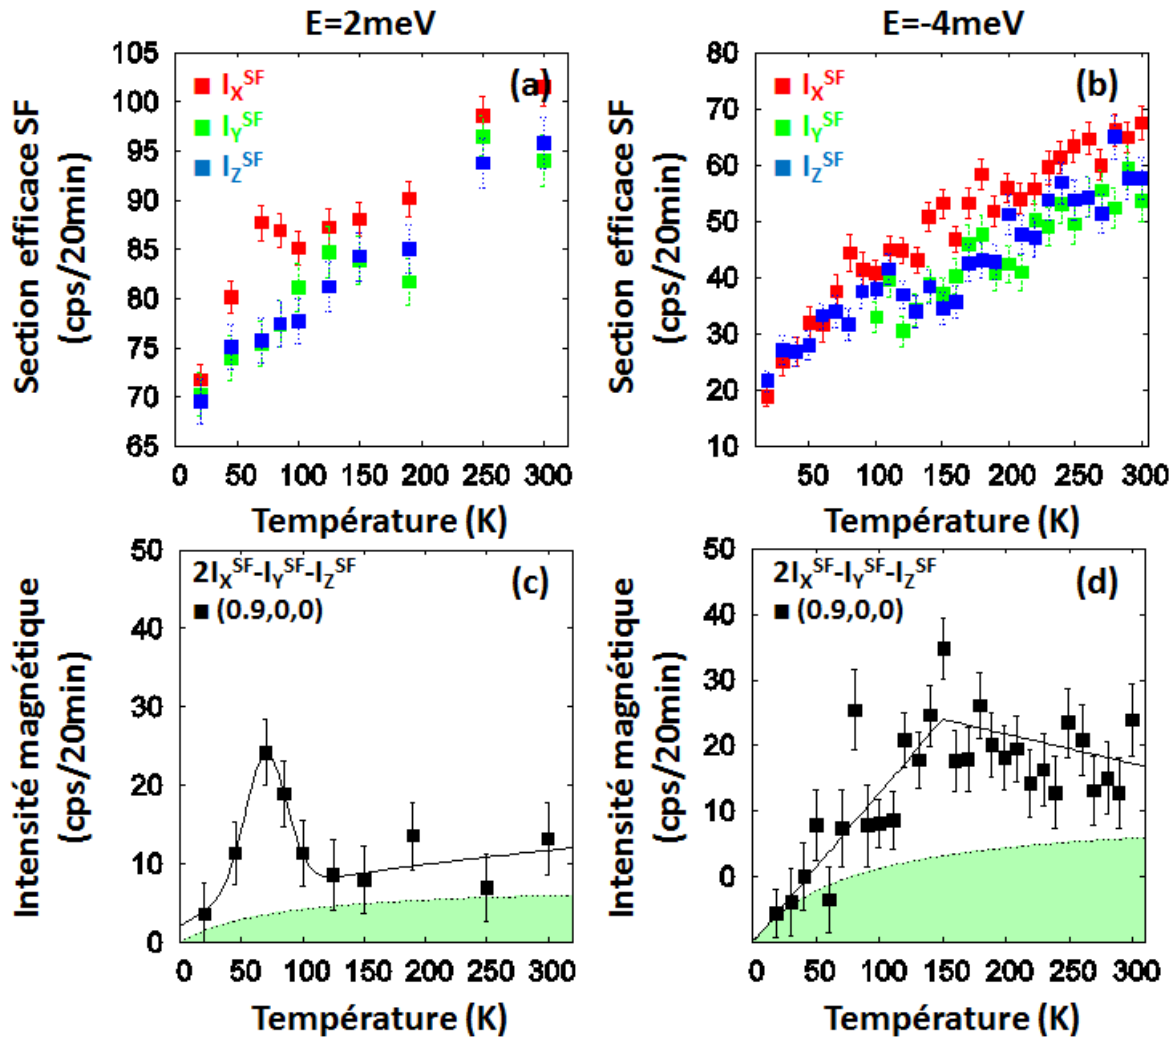 E=2meV
E=-4meV
Section efficace SF
(cps/20min)
105
100
95
90
85
80
75
70
65
I_X^SF
I_Y^SF
I_Z^SF
(a)
0 50 100 150 200 250 300
Température (K)
Section efficace SF
(cps/20min)
80
70
60
50
40
30
20
10
I_X^SF
I_Y^SF
I_Z^SF
(b)
50 100 150 200 250 300
Température (K)
Intensité magnétique
(cps/20min)
50
40
30
20
10
0
2I_X^SF-I_Y^SF-I_Z^SF
(0.9,0,0)
(c)
0 50 100 150 200 250 300
Température (K)
Intensité magnétique
(cps/20min)
50
40
30
20
10
0
2I_X^SF-I_Y^SF-I_Z^SF
(0.9,0,0)
(d)
0 50 100 150 200 250 300
Température (K)